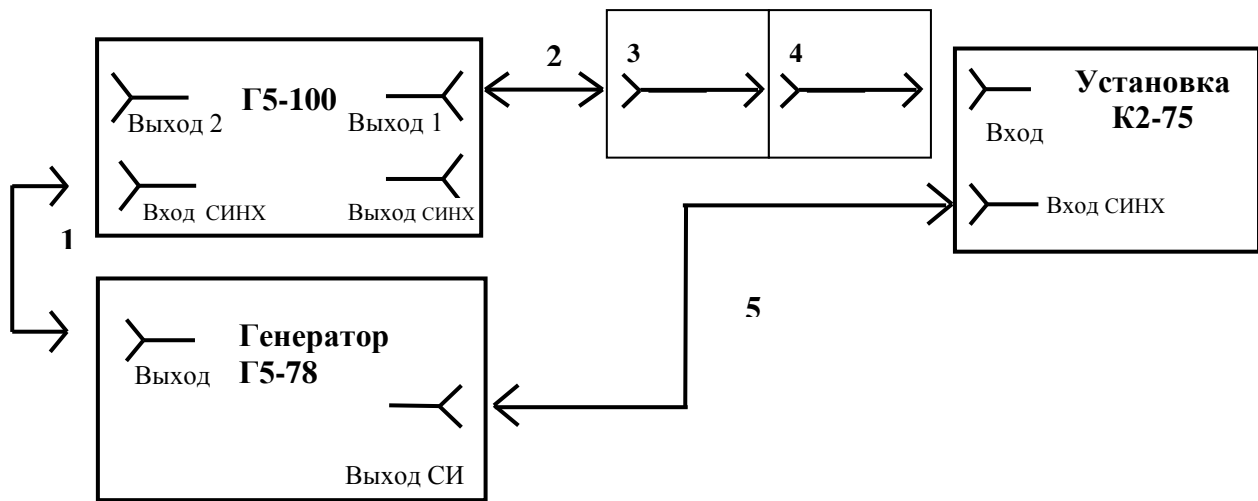 2
3
4
Г5-100
Выход 2
Выход 1
Вход СИНХ
Выход СИНХ
Установка
К2-75
Вход
Вход СИНХ
1
5
Генератор
Г5-78
Выход
Выход СИ